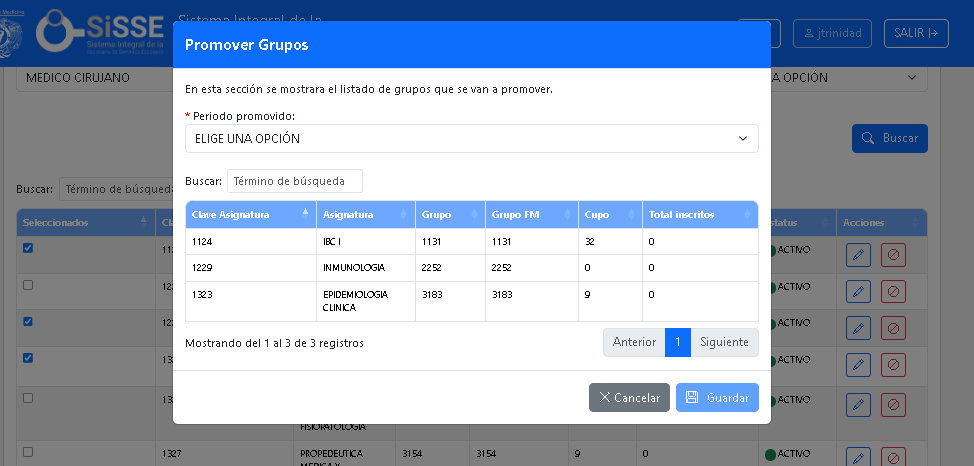 Medicina
SiSSE
Sistema Integral de la
Sistema Integral de la
jtrinidad
SALIR
Promover Grupos
MEDICO CIRUJANO
A OPCIÓN
En esta sección se mostrara el listado de grupos que se van a promover.
* Periodo promovido:
ELIGE UNA OPCIÓN
Buscar
Buscar: Término de búsqueda
Buscar: Término de búsqueda
Seleccionados
Clave Asignatura Asignatura Grupo Grupo FM Cupo Total inscritos
status Acciones
1124 IBC I 1131 1131 32 0
ACTIVO
1229 INMUNOLOGIA 2252 2252 0 0
ACTIVO
1323 EPIDEMIOLOGIA CLINICA 3183 3183 9 0
ACTIVO
Mostrando del 1 al 3 de 3 registros
Anterior 1 Siguiente
ACTIVO
Cancelar Guardar
ACTIVO
FISIOPATOLOGIA
1327 PROPEDEUTICA 3154 3154 9 0 ACTIVO
MEDICA Y